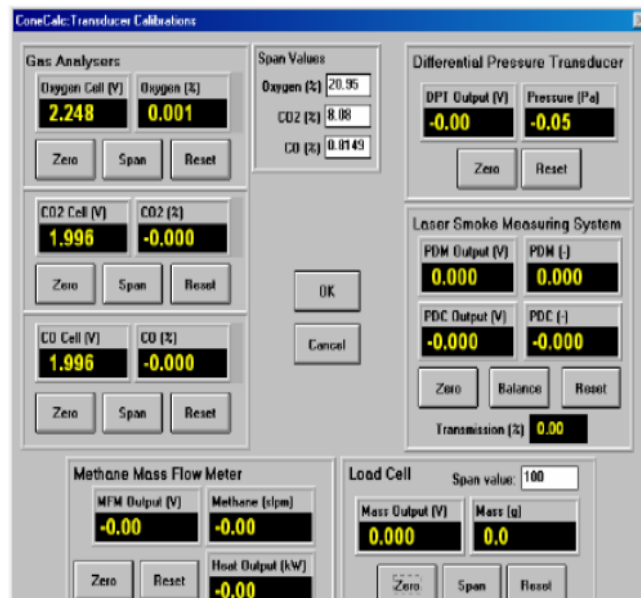 ConeCalc: Transducer Calibrations
Gas Analysers
Oxygen Cell (V) Oxygen (%)
2.248 0.001
Zero Span Reset
CO2 Cell (V) CO2 (%)
1.996 -0.000
Zero Span Reset
CO Cell (V) CO (%)
1.996 -0.000
Zero Span Reset
Span Values
Oxygen (%) 20.95
CO2 (%) 8.08
CO (%) 0.8149
OK
Cancel
Differential Pressure Transducer
DPT Output (V) Pressure (Pa)
-0.00 -0.05
Zero Reset
Laser Smoke Measuring System
PDM Output (V) PDM (-)
0.000 0.000
PDC Output (V) PDC (-)
-0.000 -0.000
Zero Balance Reset
Transmission (%) 0.00
Methane Mass Flow Meter
MFM Output (V) Methane (slpm)
-0.00 -0.00
Heat Output (kW)
Zero Reset -0.00
Load Cell Span value: 100
Mass Output (V) Mass (g)
0.000 0.0
Zero Span Reset